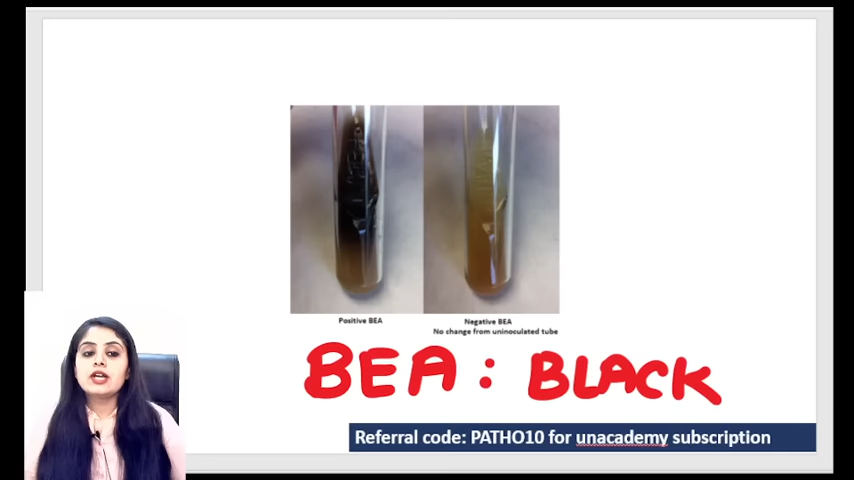 Positive BEA
Negative BEA
No change from uninoculated tube
BEA : BLACK
Referral code: PATHO10 for unacademy subscription